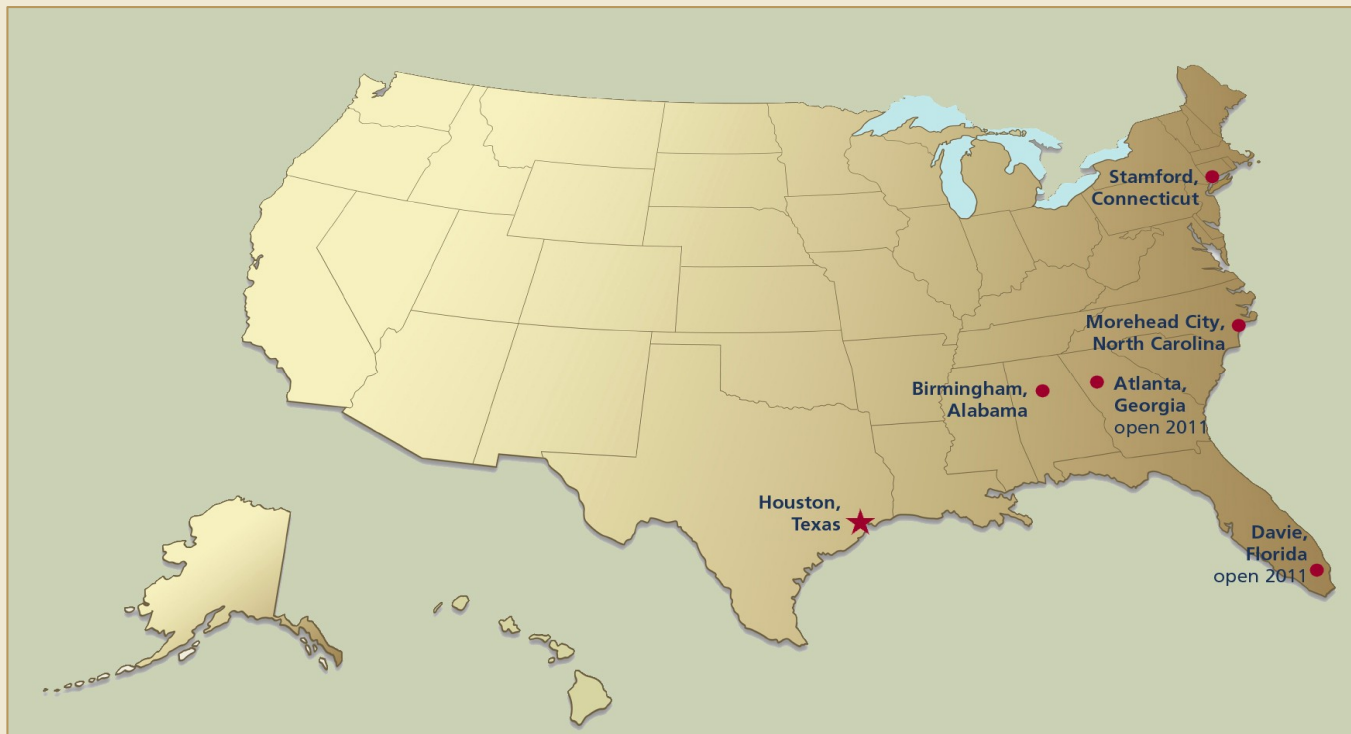 Stamford,
Connecticut
Morehead City,
North Carolina
Birmingham,
Alabama
Atlanta,
Georgia
open 2011
Houston,
Texas
Davie,
Florida
open 2011